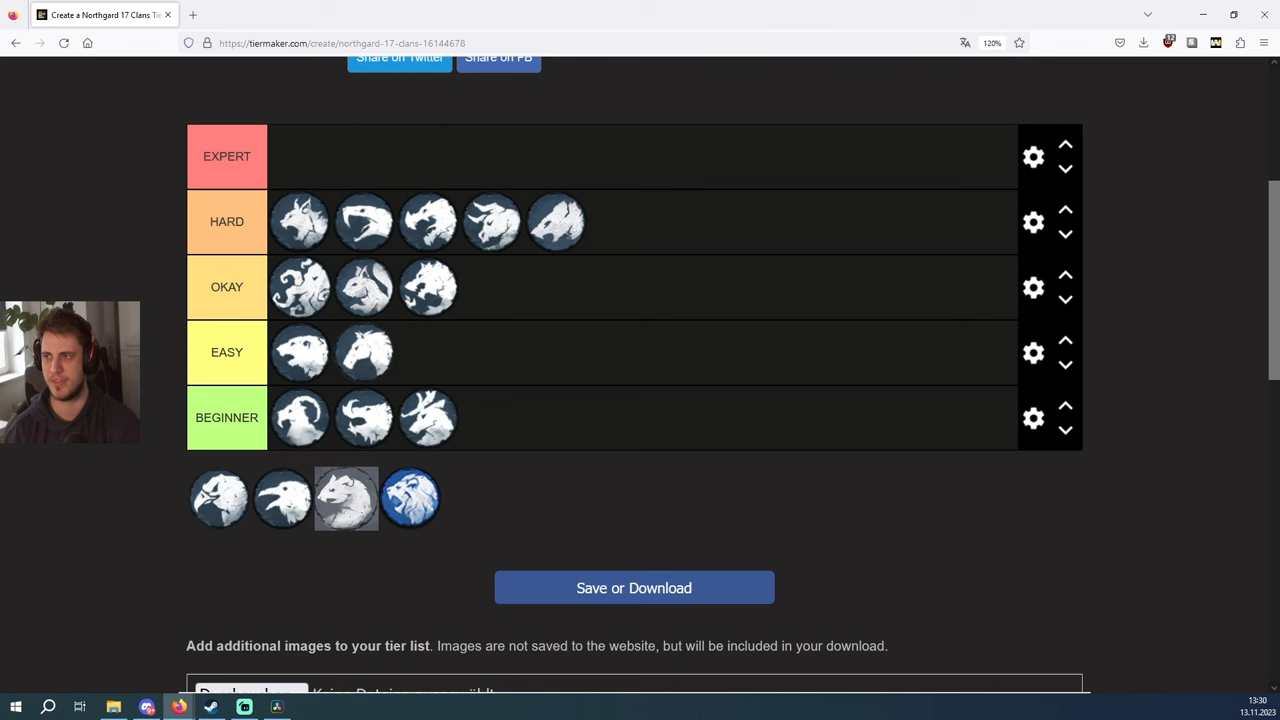 Create a Northgard 17 Clans Tie
https://tiermaker.com/create/northgard-17-clans-16144678
120%
12
Share on Twitter
Share on FB
EXPERT
HARD
OKAY
EASY
BEGINNER
Save or Download
Add additional images to your tier list. Images are not saved to the website, but will be included in your download.
13:30
13.11.2023